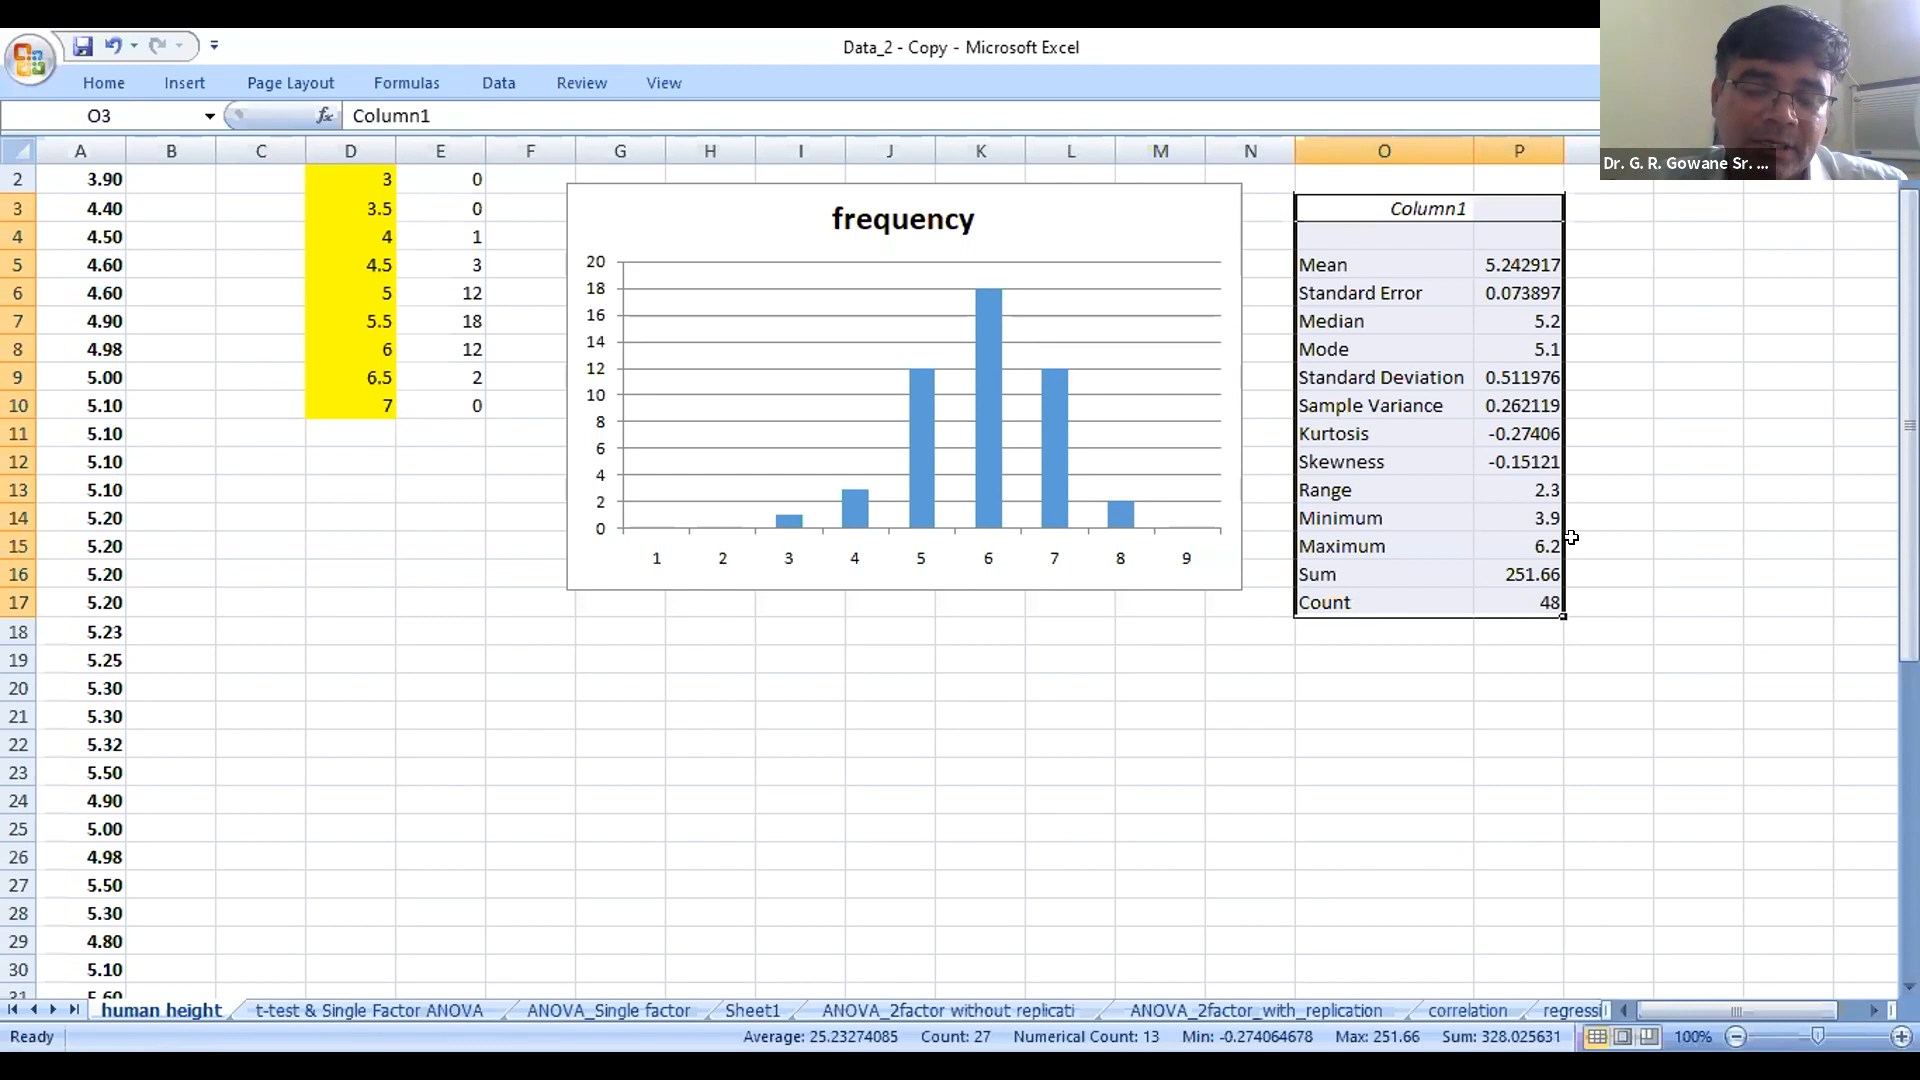 Data_2 - Copy - Microsoft Excel
Home Insert Page Layout Formulas Data Review View
O3 fx Column1
Dr. G. R. Gowane Sr. ...
A B C D E F G H I J K L M N O P
2 3.90 3 0
3 4.40 3.5 0 Column1
4 4.50 4 1
5 4.60 4.5 3 Mean 5.242917
6 4.60 5 12 Standard Error 0.073897
7 4.90 5.5 18 Median 5.2
8 4.98 6 12 Mode 5.1
9 5.00 6.5 2 Standard Deviation 0.511976
10 5.10 7 0 Sample Variance 0.262119
11 5.10 Kurtosis -0.27406
12 5.10 Skewness -0.15121
13 5.10 Range 2.3
14 5.20 Minimum 3.9
15 5.20 Maximum 6.2
16 5.20 Sum 251.66
17 5.20 Count 48
18 5.23
19 5.25
20 5.30
21 5.30
22 5.32
23 5.50
24 4.90
25 5.00
26 4.98
27 5.50
28 5.30
29 4.80
30 5.10
31 5.60
frequency
20
18
16
14
12
10
8
6
4
2
0
1 2 3 4 5 6 7 8 9
human height t-test & Single Factor ANOVA ANOVA_Single factor Sheet1 ANOVA_2factor without replicati ANOVA_2factor_with_replication correlation regressi
Ready Average: 25.23274085 Count: 27 Numerical Count: 13 Min: -0.274064678 Max: 251.66 Sum: 328.025631 100%